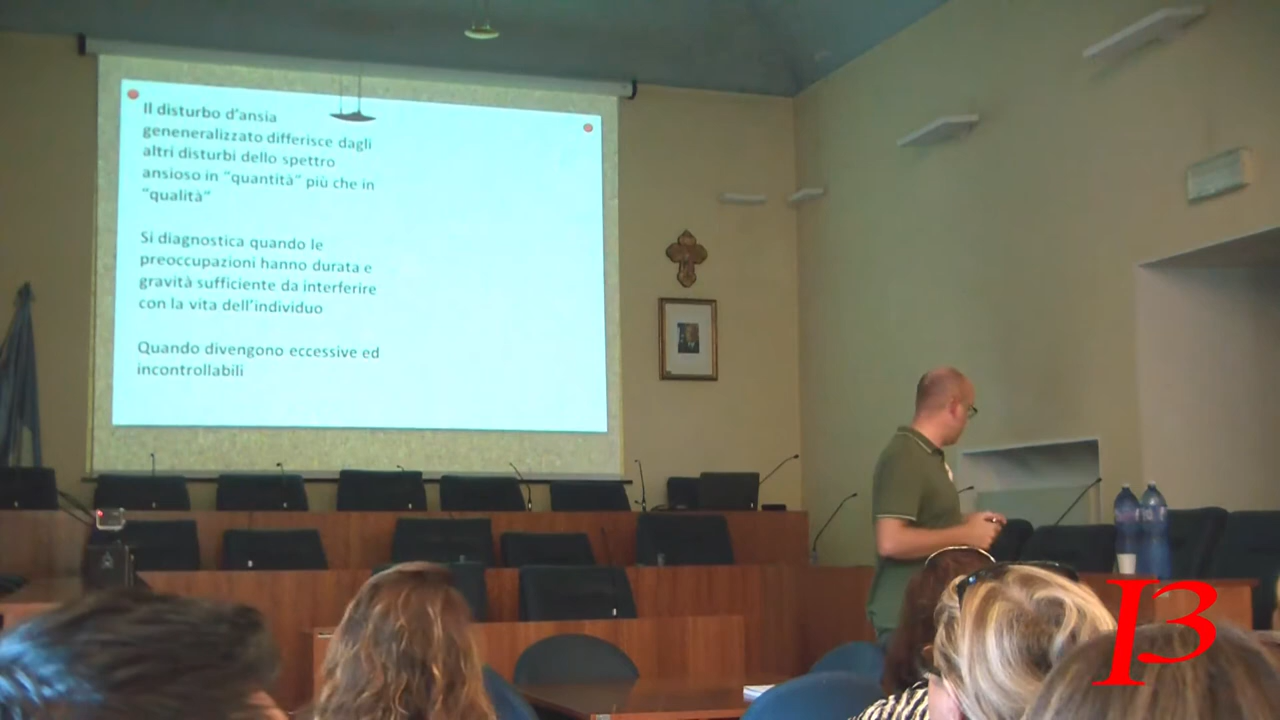 Il disturbo d'ansia
geneneralizzato differisce dagli
altri disturbi dello spettro
ansioso in "quantità" più che in
"qualità"
Si diagnostica quando le
preoccupazioni hanno durata e
gravità sufficiente da interferire
con la vita dell'individuo
Quando divengono eccessive ed
incontrollabili